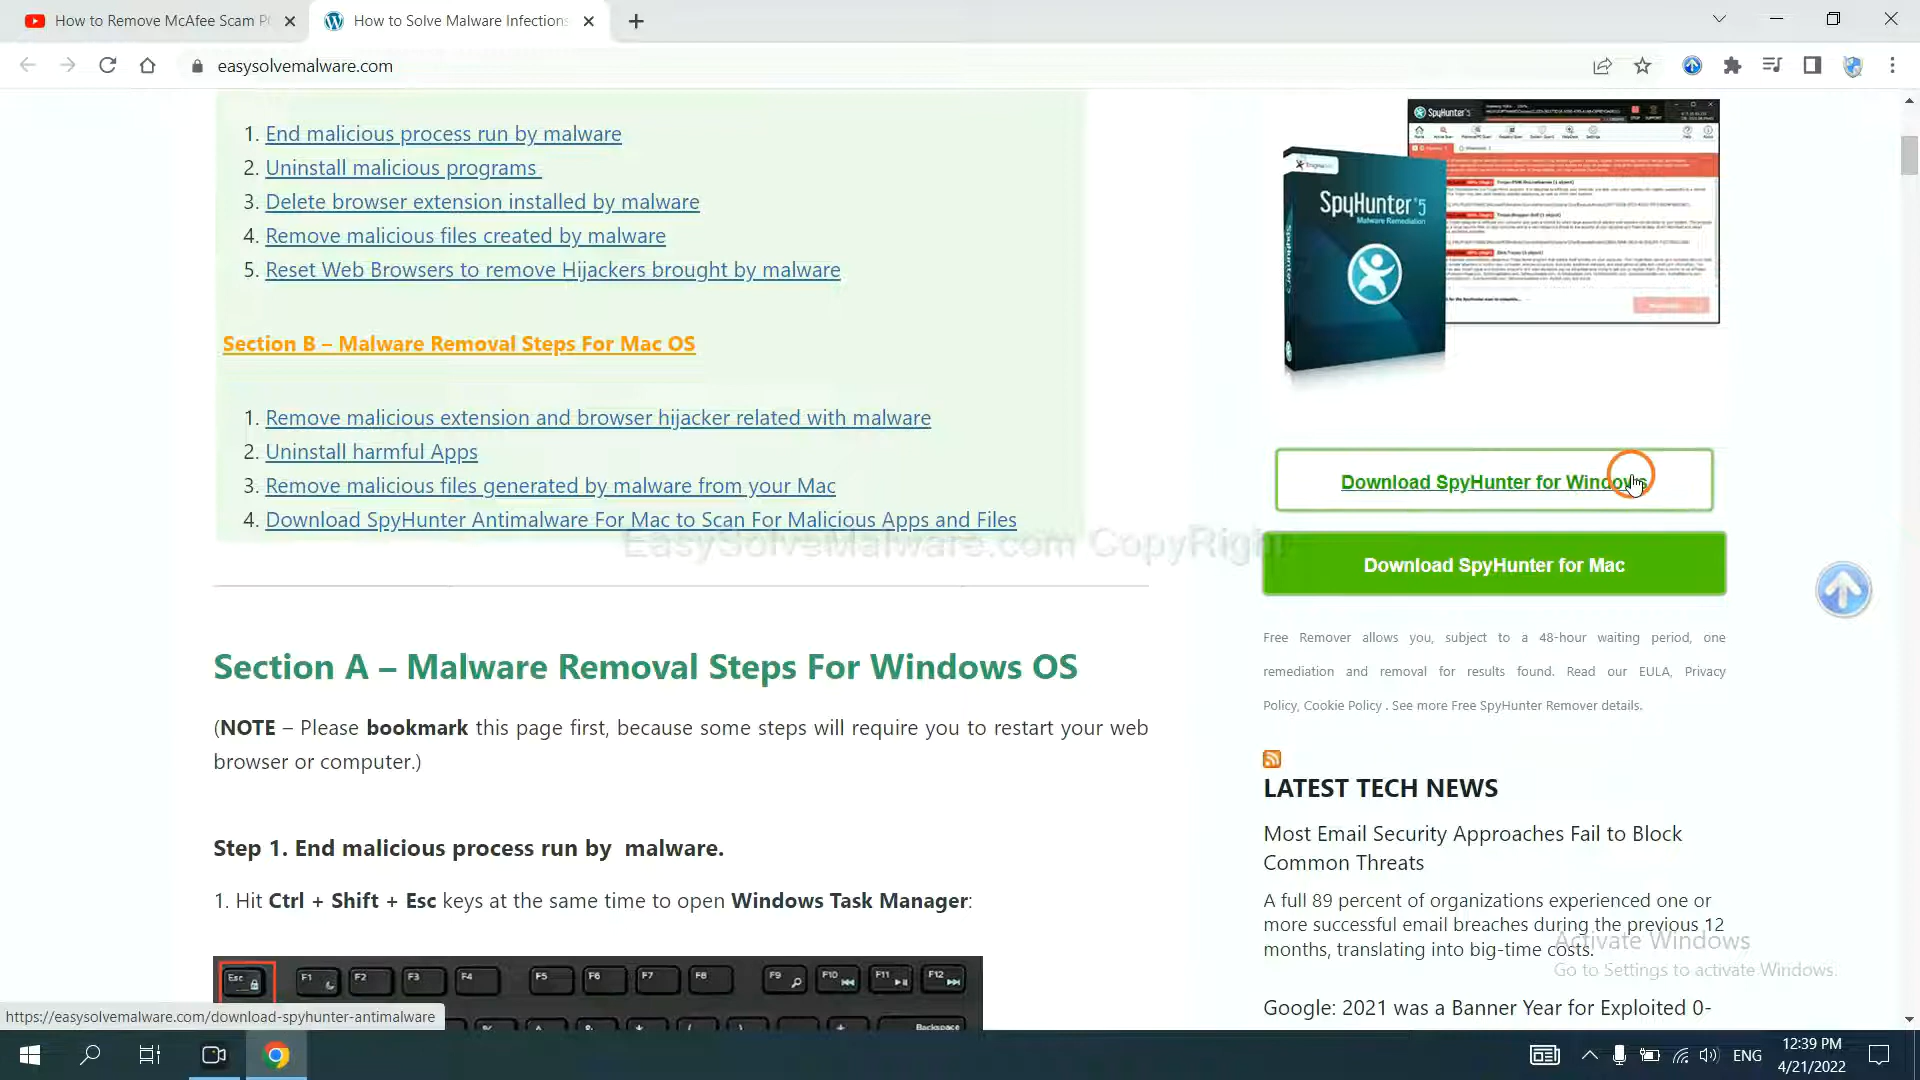 How to Remove McAfee Scam P
How to Solve Malware Infections
easysolvemalware.com
1. End malicious process run by malware
2. Uninstall malicious programs
3. Delete browser extension installed by malware
4. Remove malicious files created by malware
5. Reset Web Browsers to remove Hijackers brought by malware
Section B – Malware Removal Steps For Mac OS
1. Remove malicious extension and browser hijacker related with malware
2. Uninstall harmful Apps
3. Remove malicious files generated by malware from your Mac
4. Download SpyHunter Antimalware For Mac to Scan For Malicious Apps and Files
EasySolveMalware.com CopyRight
Section A – Malware Removal Steps For Windows OS
(NOTE – Please bookmark this page first, because some steps will require you to restart your web
browser or computer.)
Step 1. End malicious process run by malware.
1. Hit Ctrl + Shift + Esc keys at the same time to open Windows Task Manager:
Esc F1 F2 F3 F4 F5 F6 F7 F8 F9 F10 F11 F12
Backspace
SpyHunter 5
SpyHunter 5
Malware Remediation
SpyHunter
Download SpyHunter for Windows
Download SpyHunter for Mac
Free Remover allows you, subject to a 48-hour waiting period, one
remediation and removal for results found. Read our EULA, Privacy
Policy, Cookie Policy . See more Free SpyHunter Remover details.
LATEST TECH NEWS
Most Email Security Approaches Fail to Block
Common Threats
A full 89 percent of organizations experienced one or
more successful email breaches during the previous 12
months, translating into big-time costs.
Google: 2021 was a Banner Year for Exploited 0-
Activate Windows
Go to Settings to activate Windows.
https://easysolvemalware.com/download-spyhunter-antimalware
ENG
12:39 PM
4/21/2022